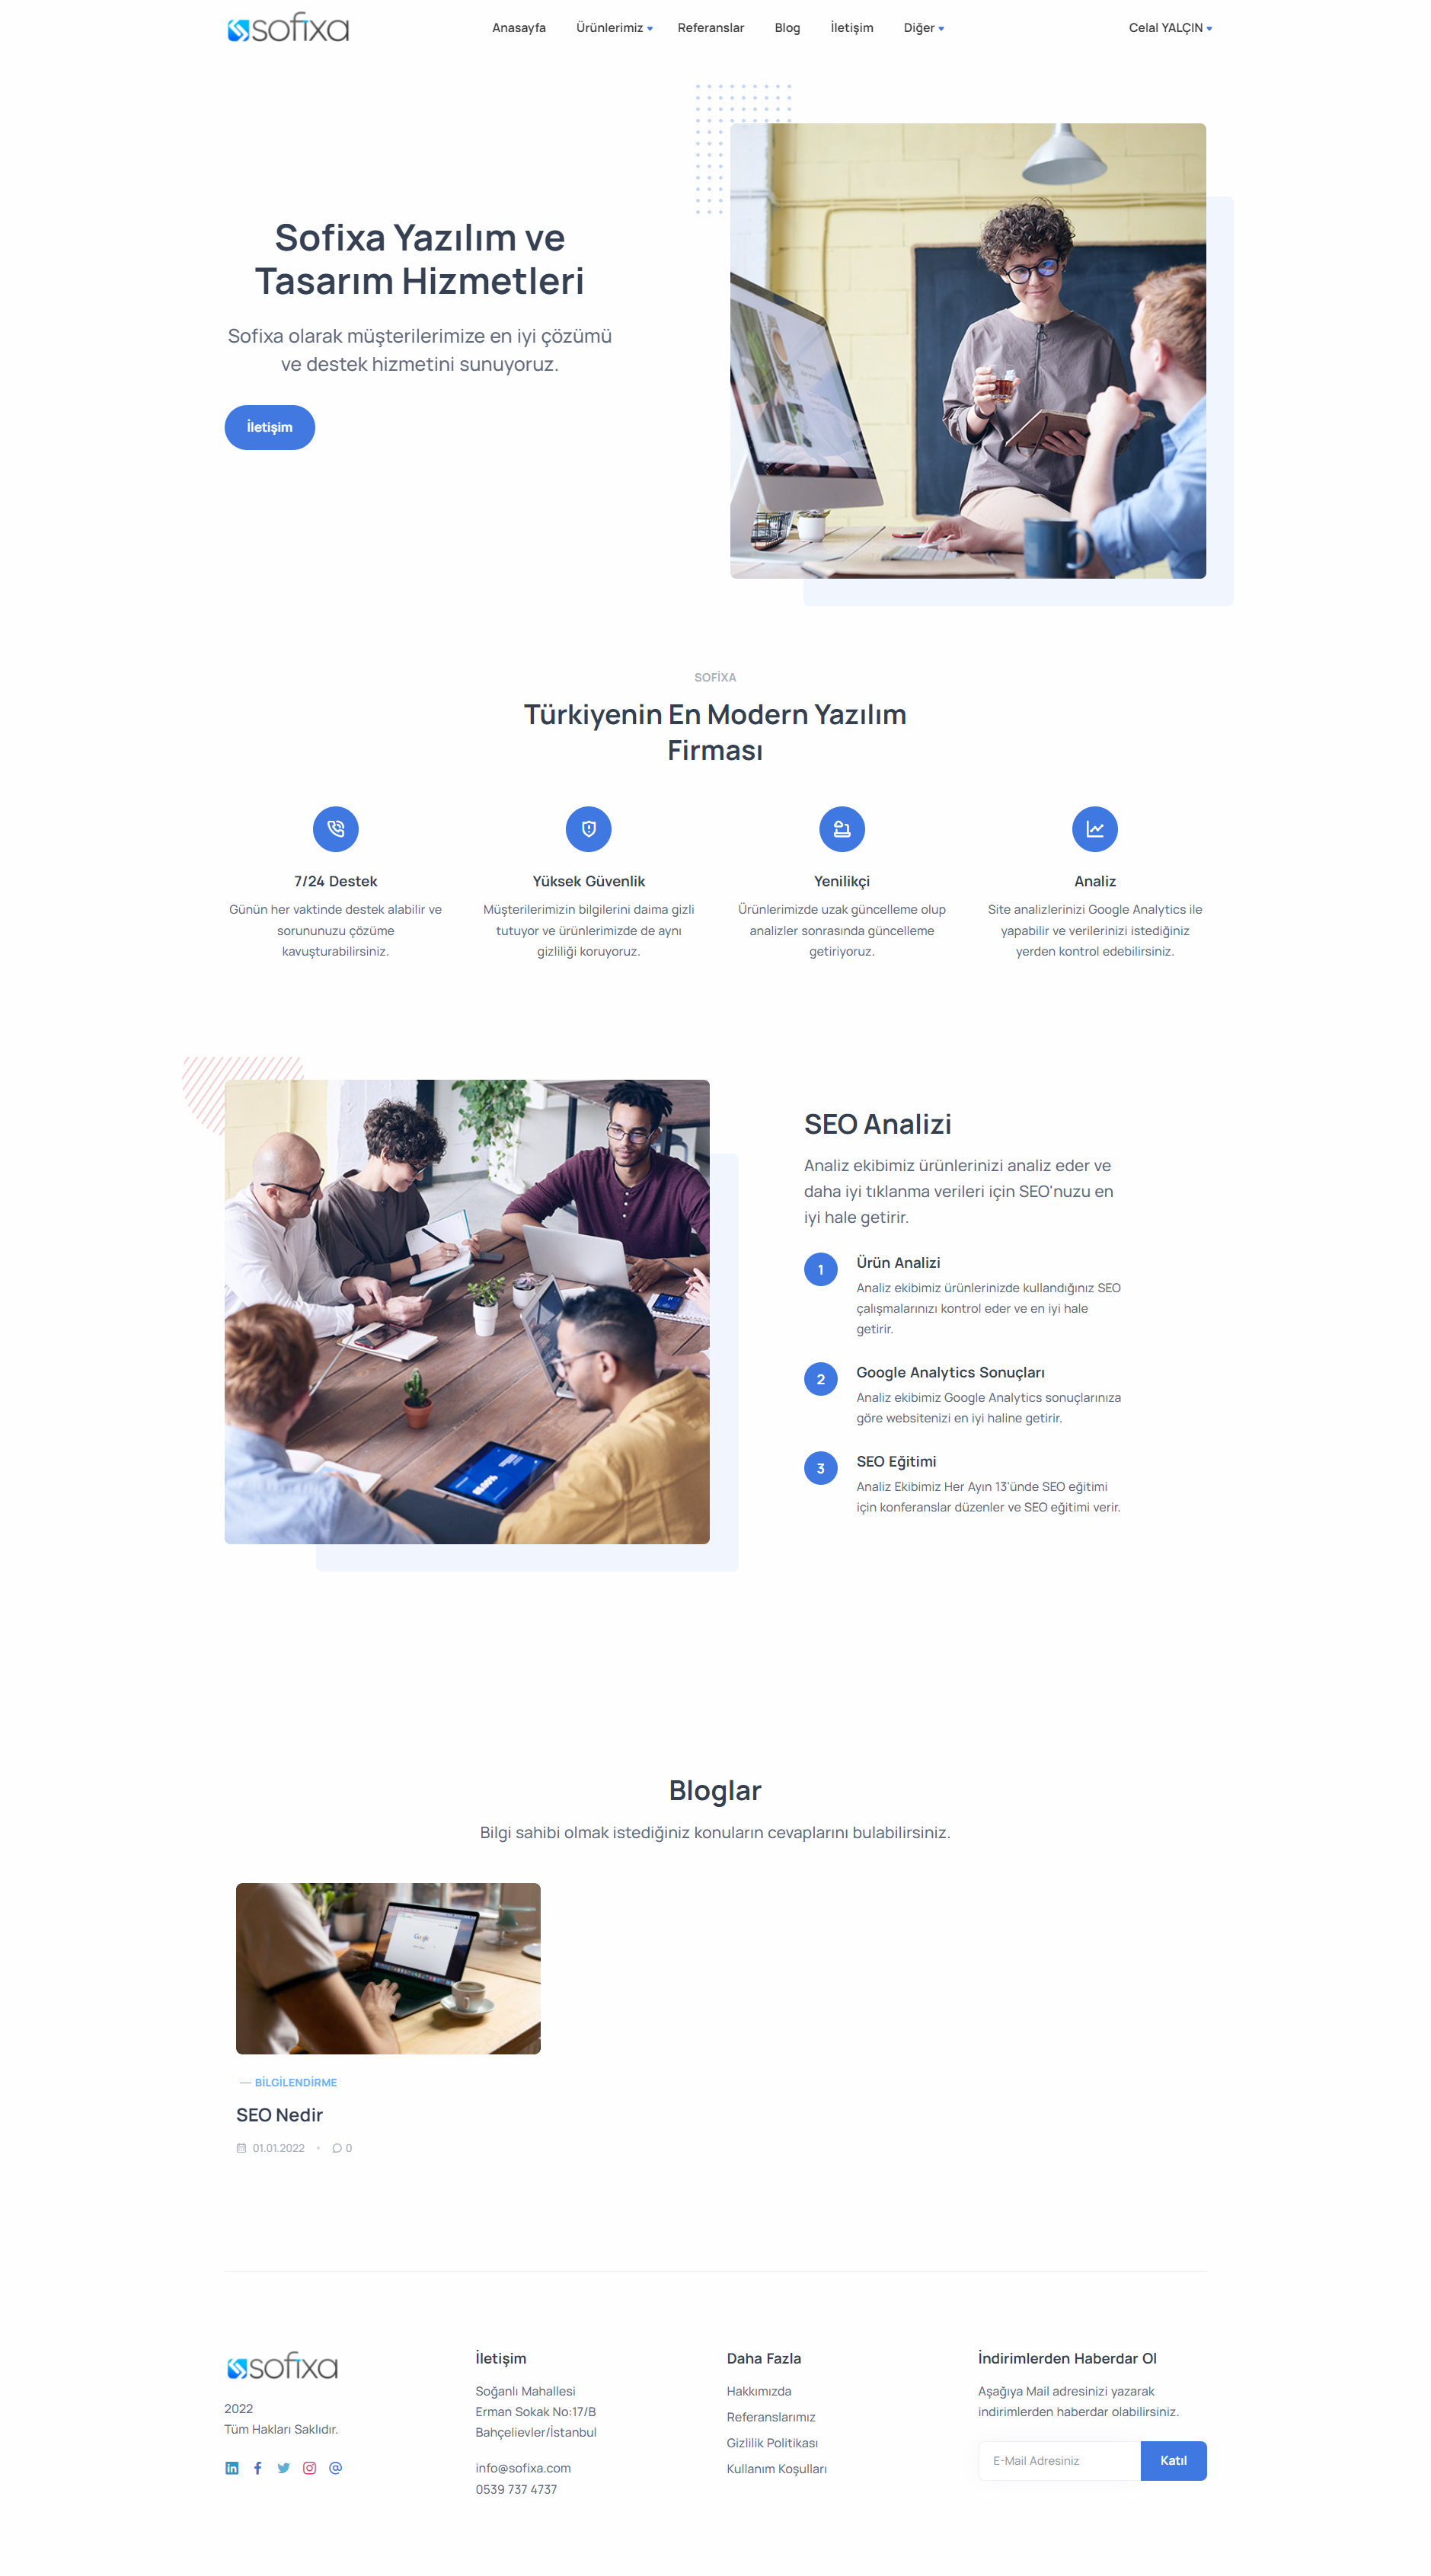 sofixa
Anasayfa
Ürünlerimiz
Referanslar
Blog
İletişim
Diğer
Celal YALÇIN
Sofixa Yazılım ve
Tasarım Hizmetleri
Sofixa olarak müşterilerimize en iyi çözümü
ve destek hizmetini sunuyoruz.
İletişim
SOFİXA
Türkiyenin En Modern Yazılım
Firması
7/24 Destek
Günün her vaktinde destek alabilir ve
sorununuzu çözüme
kavuşturabilirsiniz.
Yüksek Güvenlik
Müşterilerimizin bilgilerini daima gizli
tutuyor ve ürünlerimizde de aynı
gizliliği koruyoruz.
Yenilikçi
Ürünlerimizde uzak güncelleme olup
analizler sonrasında güncelleme
getiriyoruz.
Analiz
Site analizlerinizi Google Analytics ile
yapabilir ve verilerinizi istediğiniz
yerden kontrol edebilirsiniz.
SEO Analizi
Analiz ekibimiz ürünlerinizi analiz eder ve
daha iyi tıklanma verileri için SEO'nuzu en
iyi hale getirir.
1
Ürün Analizi
Analiz ekibimiz ürünlerinizde kullandığınız SEO
çalışmalarınızı kontrol eder ve en iyi hale
getirir.
2
Google Analytics Sonuçları
Analiz ekibimiz Google Analytics sonuçlarınıza
göre websitenizi en iyi haline getirir.
3
SEO Eğitimi
Analiz Ekibimiz Her Ayın 13'ünde SEO eğitimi
için konferanslar düzenler ve SEO eğitimi verir.
Bloglar
Bilgi sahibi olmak istediğiniz konuların cevaplarını bulabilirsiniz.
Google
— BİLGİLENDİRME
SEO Nedir
01.01.2022 • 0
sofixa
2022
Tüm Hakları Saklıdır.
İletişim
Soğanlı Mahallesi
Erman Sokak No:17/B
Bahçelievler/İstanbul
info@sofixa.com
0539 737 4737
Daha Fazla
Hakkımızda
Referanslarımız
Gizlilik Politikası
Kullanım Koşulları
İndirimlerden Haberdar Ol
Aşağıya Mail adresinizi yazarak
indirimlerden haberdar olabilirsiniz.
E-Mail Adresiniz
Katıl